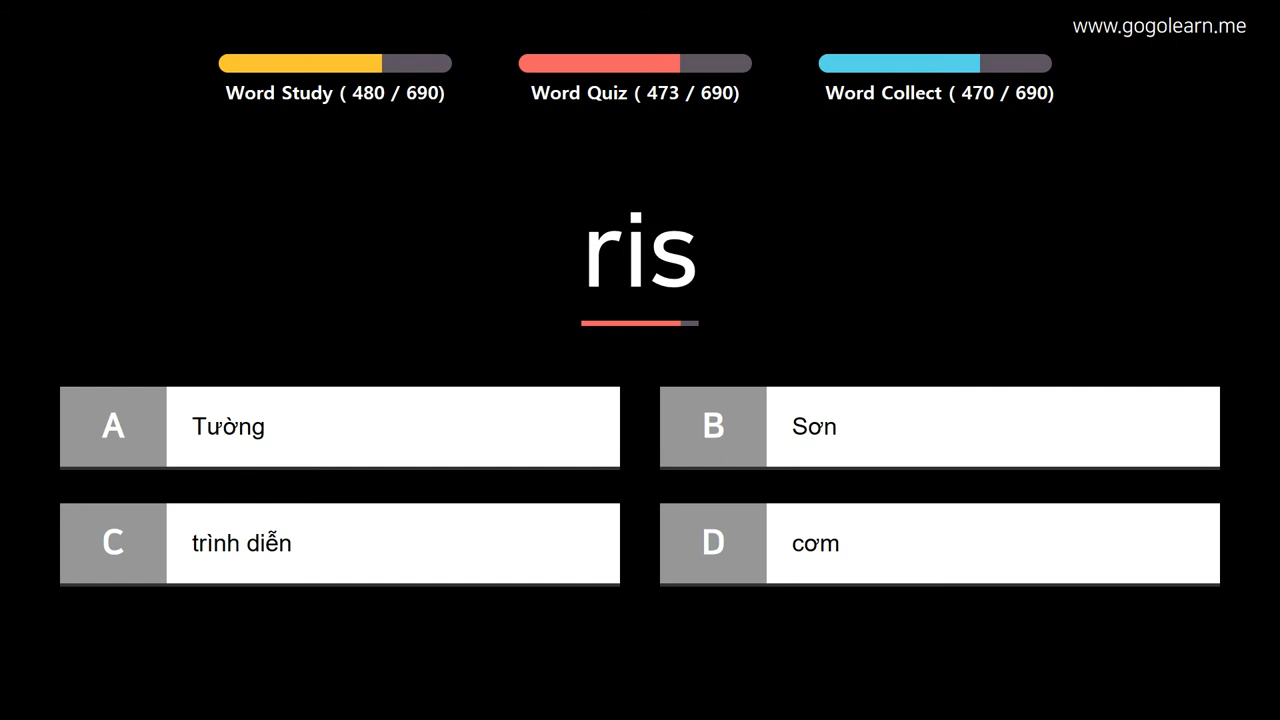 www.gogolearn.me
Word Study ( 480 / 690)
Word Quiz ( 473 / 690)
Word Collect ( 470 / 690)
ris
A Tường
B Sơn
C trình diễn
D cơm